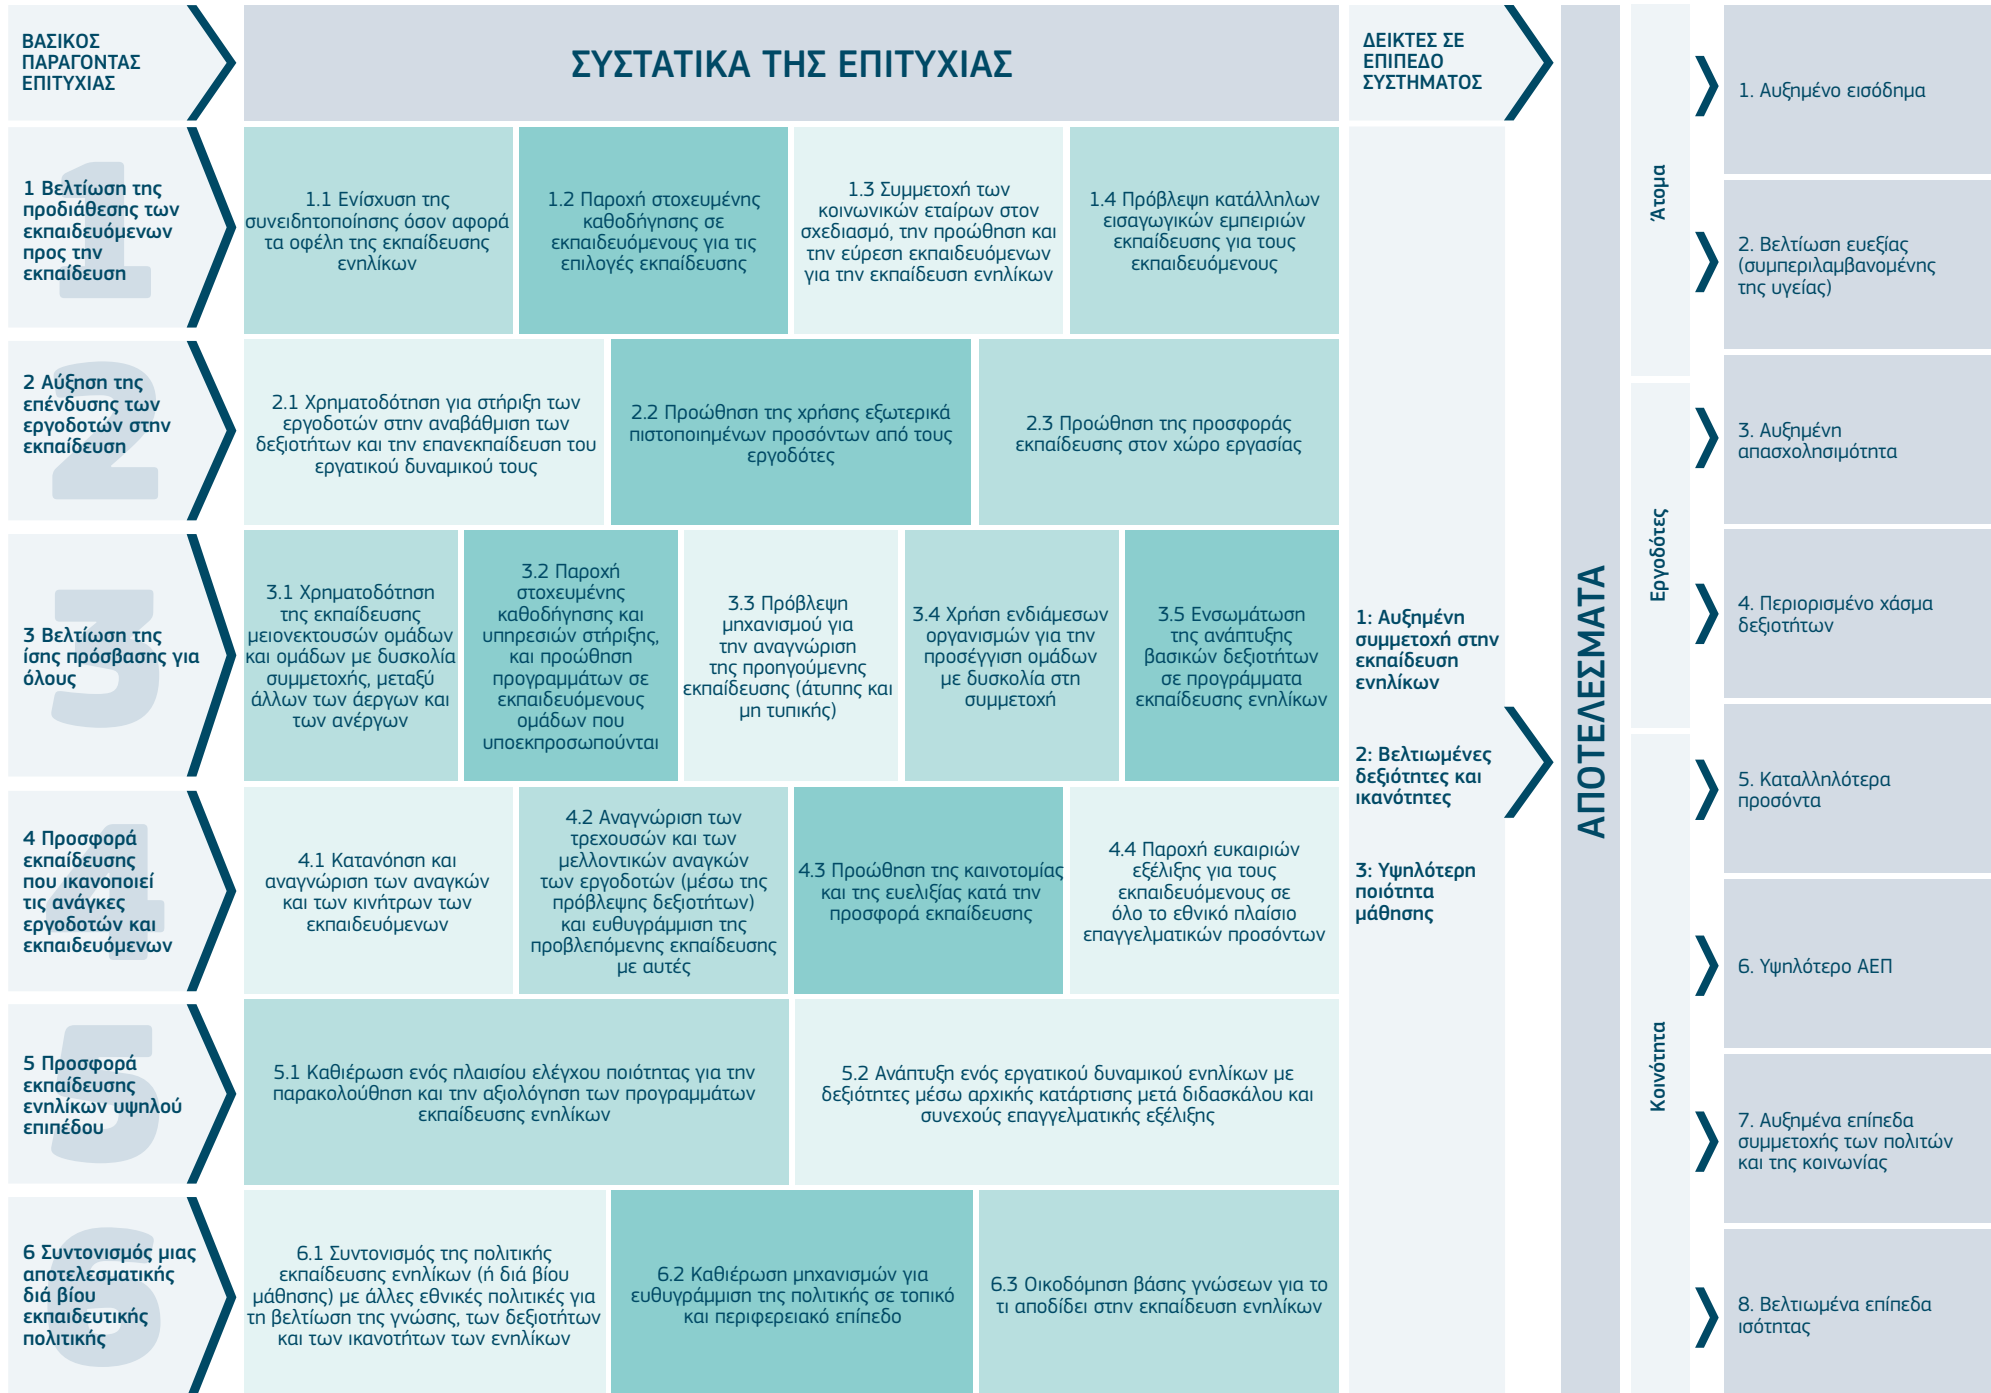 ΒΑΣΙΚΟΣ
ΠΑΡΑΓΟΝΤΑΣ
ΕΠΙΤΥΧΙΑΣ
ΣΥΣΤΑΤΙΚΑ ΤΗΣ ΕΠΙΤΥΧΙΑΣ
ΔΕΙΚΤΕΣ ΣΕ
ΕΠΙΠΕΔΟ
ΣΥΣΤΗΜΑΤΟΣ
1
1 Βελτίωση της
προδιάθεσης των
εκπαιδευόμενων
προς την
εκπαίδευση
1.1 Ενίσχυση της
συνειδητοποίησης όσον αφορά
τα οφέλη της εκπαίδευσης
ενηλίκων
1.2 Παροχή στοχευμένης
καθοδήγησης σε
εκπαιδευόμενους για τις
επιλογές εκπαίδευσης
1.3 Συμμετοχή των
κοινωνικών εταίρων στον
σχεδιασμό, την προώθηση και
την εύρεση εκπαιδευόμενων
για την εκπαίδευση ενηλίκων
1.4 Πρόβλεψη κατάλληλων
εισαγωγικών εμπειριών
εκπαίδευσης για τους
εκπαιδευόμενους
2
2 Αύξηση της
επένδυσης των
εργοδοτών στην
εκπαίδευση
2.1 Χρηματοδότηση για στήριξη των
εργοδοτών στην αναβάθμιση των
δεξιοτήτων και την επανεκπαίδευση του
εργατικού δυναμικού τους
2.2 Προώθηση της χρήσης εξωτερικά
πιστοποιημένων προσόντων από τους
εργοδότες
2.3 Προώθηση της προσφοράς
εκπαίδευσης στον χώρο εργασίας
3
3 Βελτίωση της
ίσης πρόσβασης για
όλους
3.1 Χρηματοδότηση
της εκπαίδευσης
μειονεκτουσών ομάδων
και ομάδων με δυσκολία
συμμετοχής, μεταξύ
άλλων των άεργων και
των ανέργων
3.2 Παροχή
στοχευμένης
καθοδήγησης και
υπηρεσιών στήριξης,
και προώθηση
προγραμμάτων σε
εκπαιδευόμενους
ομάδων που
υποεκπροσωπούνται
3.3 Πρόβλεψη
μηχανισμού για
την αναγνώριση
της προηγούμενης
εκπαίδευσης (άτυπης και
μη τυπικής)
3.4 Χρήση ενδιάμεσων
οργανισμών για την
προσέγγιση ομάδων
με δυσκολία στη
συμμετοχή
3.5 Ενσωμάτωση
της ανάπτυξης
βασικών δεξιοτήτων
σε προγράμματα
εκπαίδευσης ενηλίκων
4
4 Προσφορά
εκπαίδευσης
που ικανοποιεί
τις ανάγκες
εργοδοτών και
εκπαιδευόμενων
4.1 Κατανόηση και
αναγνώριση των αναγκών
και των κινήτρων των
εκπαιδευόμενων
4.2 Αναγνώριση των
τρεχουσών και των
μελλοντικών αναγκών
των εργοδοτών (μέσω της
πρόβλεψης δεξιοτήτων)
και ευθυγράμμιση της
προβλεπόμενης εκπαίδευσης
με αυτές
4.3 Προώθηση της καινοτομίας
και της ευελιξίας κατά την
προσφορά εκπαίδευσης
4.4 Παροχή ευκαιριών
εξέλιξης για τους
εκπαιδευόμενους σε
όλο το εθνικό πλαίσιο
επαγγελματικών προσόντων
5
5 Προσφορά
εκπαίδευσης
ενηλίκων υψηλού
επιπέδου
5.1 Καθιέρωση ενός πλαισίου ελέγχου ποιότητας για την
παρακολούθηση και την αξιολόγηση των προγραμμάτων
εκπαίδευσης ενηλίκων
5.2 Ανάπτυξη ενός εργατικού δυναμικού ενηλίκων με
δεξιότητες μέσω αρχικής κατάρτισης μετά διδασκάλου και
συνεχούς επαγγελματικής εξέλιξης
6
6 Συντονισμός μιας
αποτελεσματικής
διά βίου
εκπαιδευτικής
πολιτικής
6.1 Συντονισμός της πολιτικής
εκπαίδευσης ενηλίκων (ή διά βίου
μάθησης) με άλλες εθνικές πολιτικές για
τη βελτίωση της γνώσης, των δεξιοτήτων
και των ικανοτήτων των ενηλίκων
6.2 Καθιέρωση μηχανισμών για
ευθυγράμμιση της πολιτικής σε τοπικό
και περιφερειακό επίπεδο
6.3 Οικοδόμηση βάσης γνώσεων για το
τι αποδίδει στην εκπαίδευση ενηλίκων
1: Αυξημένη
συμμετοχή στην
εκπαίδευση
ενηλίκων
2: Βελτιωμένες
δεξιότητες και
ικανότητες
3: Υψηλότερη
ποιότητα
μάθησης
ΑΠΟΤΕΛΕΣΜΑΤΑ
Άτομα
Εργοδότες
Κοινότητα
1. Αυξημένο εισόδημα
2. Βελτίωση ευεξίας
(συμπεριλαμβανομένης
της υγείας)
3. Αυξημένη
απασχολησιμότητα
4. Περιορισμένο χάσμα
δεξιοτήτων
5. Καταλληλότερα
προσόντα
6. Υψηλότερο ΑΕΠ
7. Αυξημένα επίπεδα
συμμετοχής των πολιτών
και της κοινωνίας
8. Βελτιωμένα επίπεδα
ισότητας